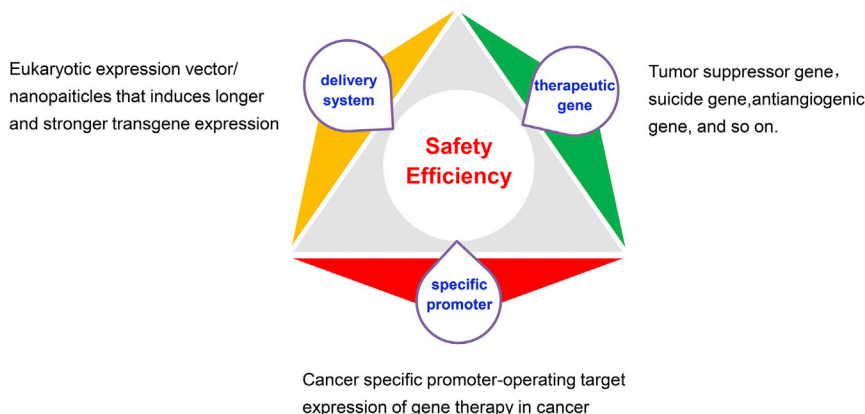 Eukaryotic expression vector/
nanopaiticles that induces longer
and stronger transgene expression
delivery
system
therapeutic
gene
Tumor suppressor gene，
suicide gene,antiangiogenic
gene, and so on.
Safety
Efficiency
specific
promoter
Cancer specific promoter-operating target
expression of gene therapy in cancer